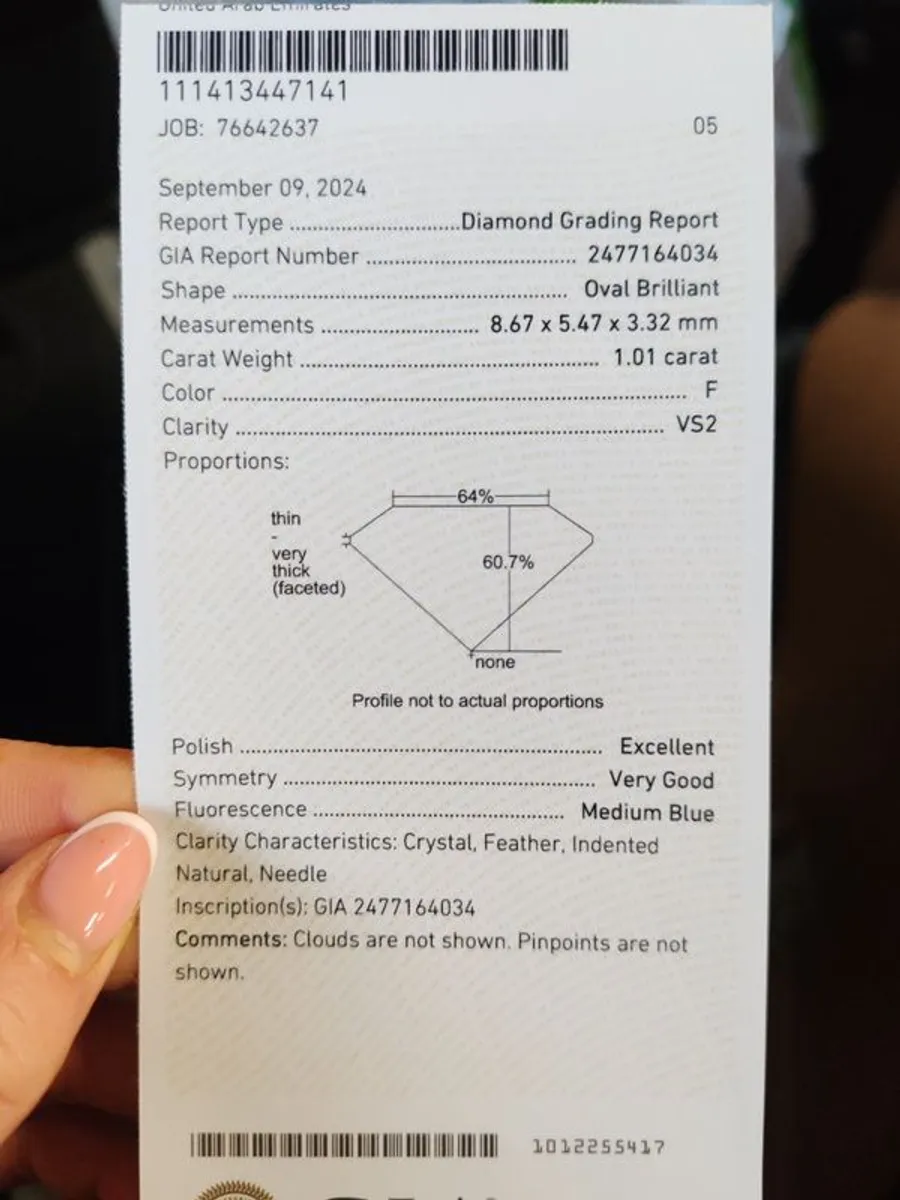 United Arab Emirates
111413447141
JOB: 76642637 05
September 09, 2024
Report Type ................................ Diamond Grading Report
GIA Report Number ........................................ 2477164034
Shape ................................................................ Oval Brilliant
Measurements .............................. 8.67 x 5.47 x 3.32 mm
Carat Weight ........................................................ 1.01 carat
Color ........................................................................................ F
Clarity ................................................................................ VS2
Proportions:
64%
thin
-
very
thick
(faceted)
60.7%
none
Profile not to actual proportions
Polish .................................................................... Excellent
Symmetry .......................................................... Very Good
Fluorescence ............................................... Medium Blue
Clarity Characteristics: Crystal, Feather, Indented
Natural, Needle
Inscription(s): GIA 2477164034
Comments: Clouds are not shown. Pinpoints are not
shown.
1012255417